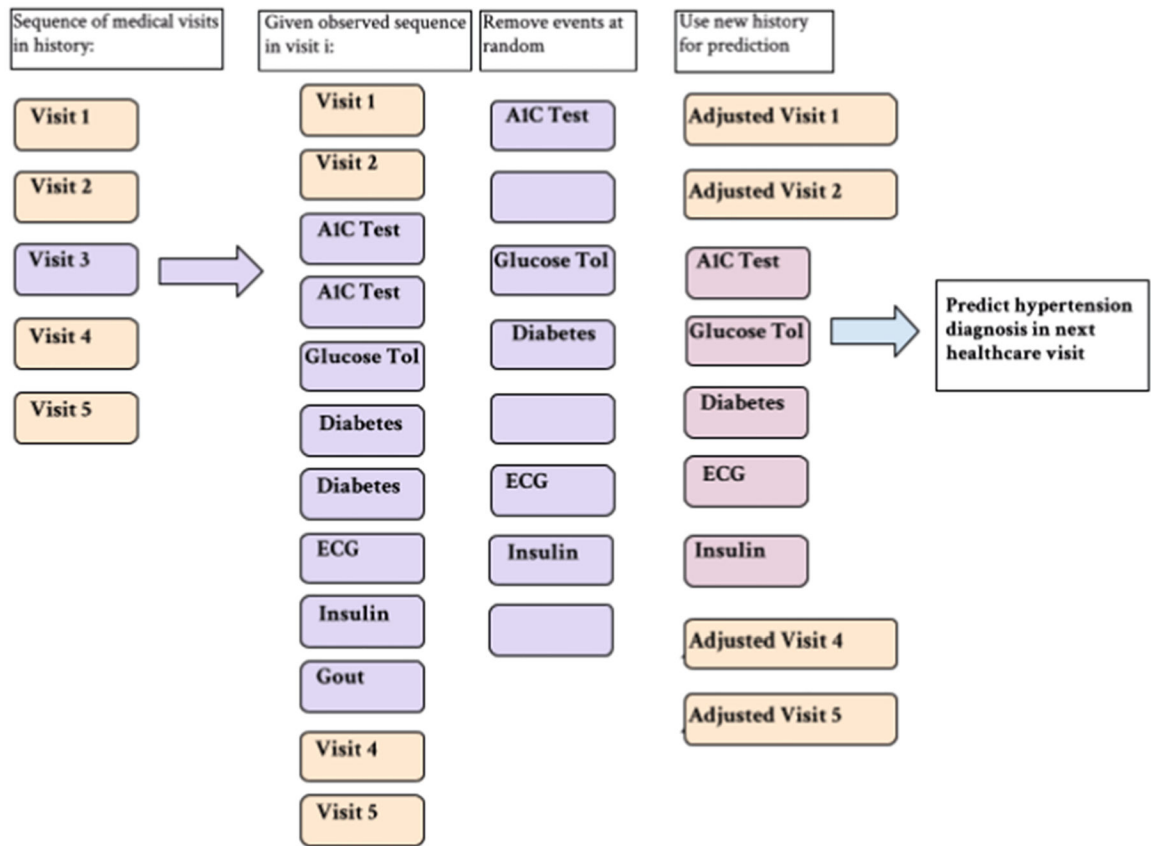 Sequence of medical visits
in history:
Visit 1
Visit 2
Visit 3
Visit 4
Visit 5
Given observed sequence
in visit i:
Visit 1
Visit 2
A1C Test
A1C Test
Glucose Tol
Diabetes
Diabetes
ECG
Insulin
Gout
Visit 4
Visit 5
Remove events at
random
A1C Test
Glucose Tol
Diabetes
ECG
Insulin
Use new history
for prediction
Adjusted Visit 1
Adjusted Visit 2
A1C Test
Glucose Tol
Diabetes
ECG
Insulin
Adjusted Visit 4
Adjusted Visit 5
Predict hypertension
diagnosis in next
healthcare visit